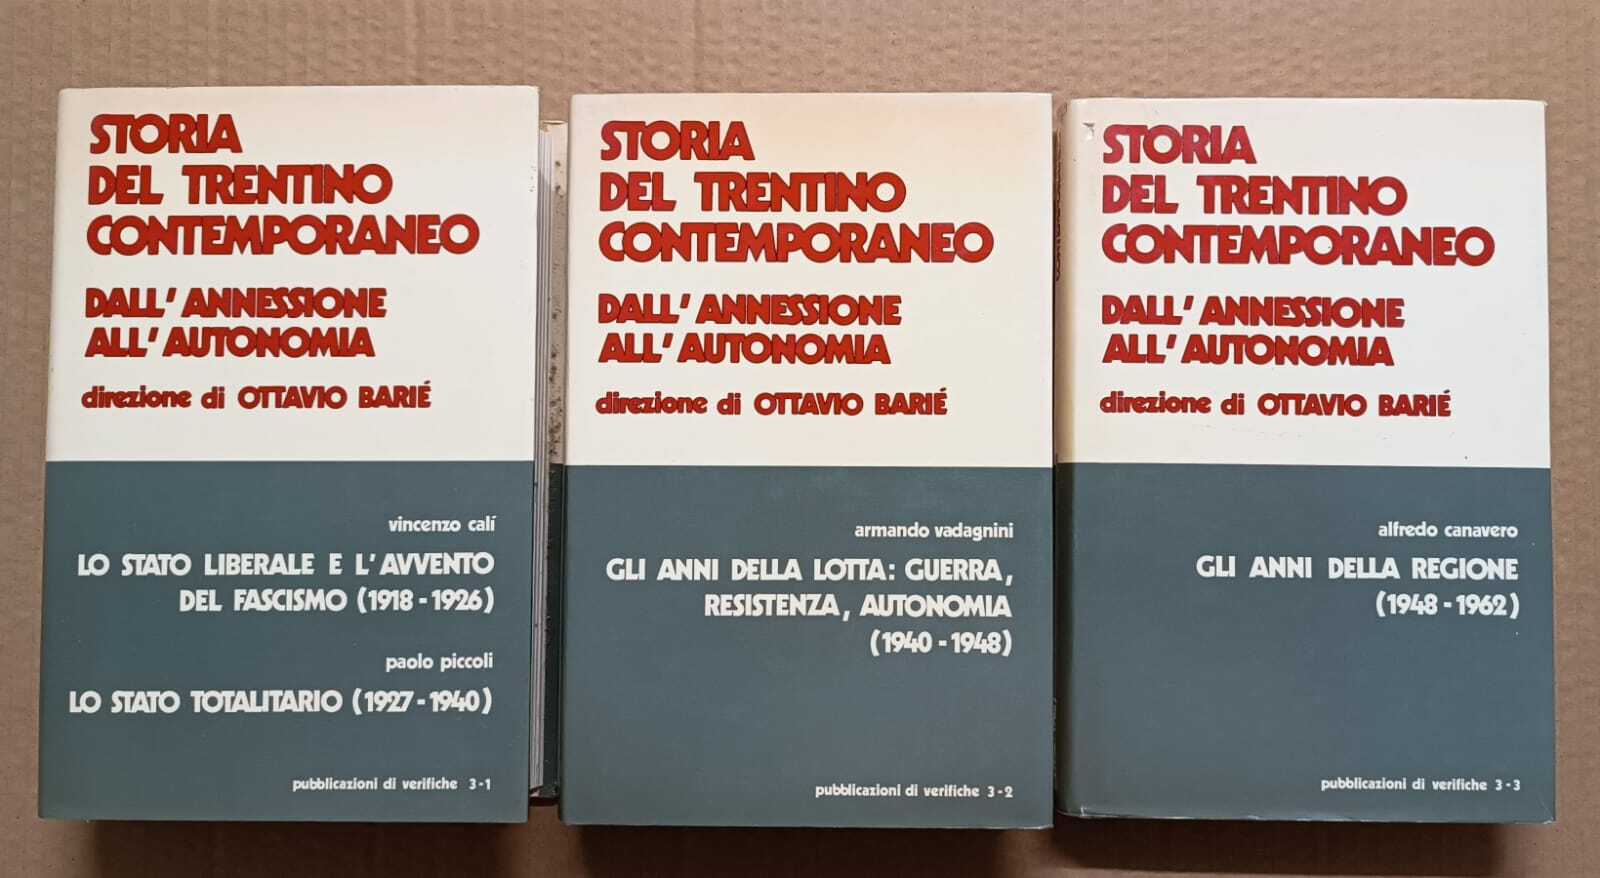 STORIA
DEL TRENTINO
CONTEMPORANEO
DALL'ANNESSIONE
ALL'AUTONOMIA
direzione di OTTAVIO BARIÉ
vincenzo calí
LO STATO LIBERALE E L'AVVENTO
DEL FASCISMO (1918-1926)
paolo piccoli
LO STATO TOTALITARIO (1927-1940)
pubblicazioni di verifiche 3-1
STORIA
DEL TRENTINO
CONTEMPORANEO
DALL'ANNESSIONE
ALL'AUTONOMIA
direzione di OTTAVIO BARIÉ
armando vadagnini
GLI ANNI DELLA LOTTA: GUERRA,
RESISTENZA, AUTONOMIA
(1940-1948)
pubblicazioni di verifiche 3-2
STORIA
DEL TRENTINO
CONTEMPORANEO
DALL'ANNESSIONE
ALL'AUTONOMIA
direzione di OTTAVIO BARIÉ
alfredo canavero
GLI ANNI DELLA REGIONE
(1948-1962)
pubblicazioni di verifiche 3-3